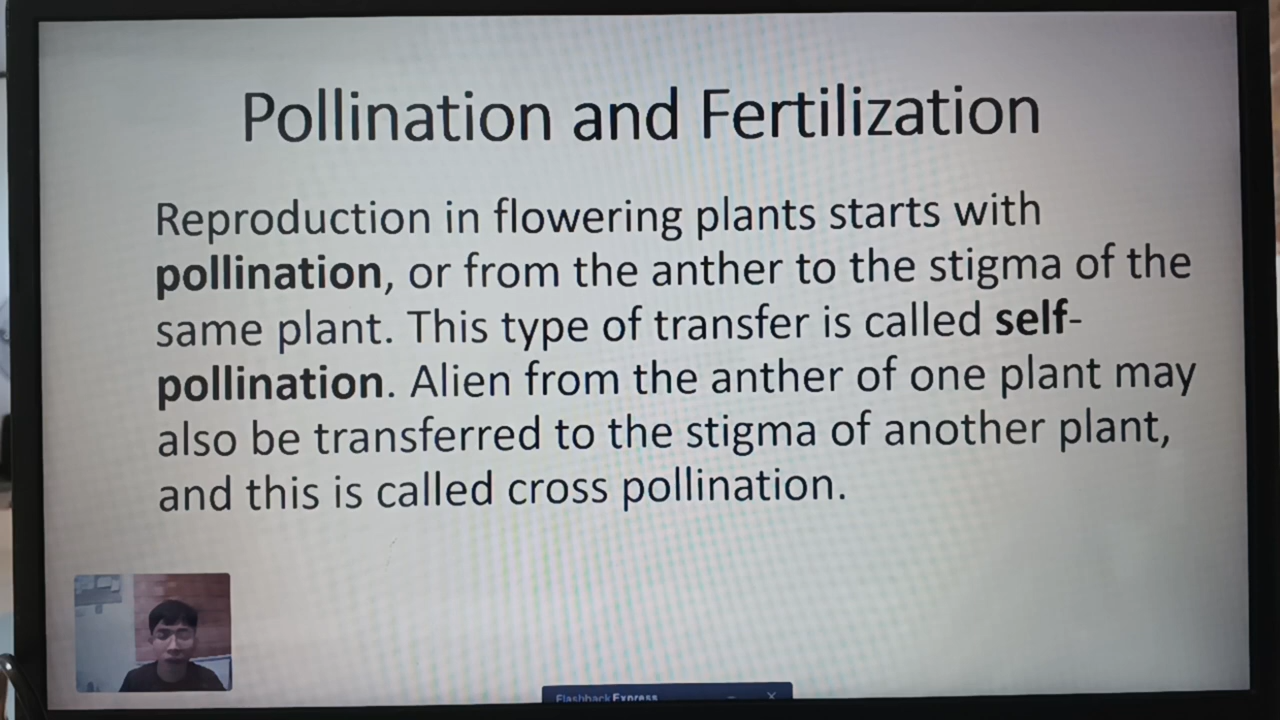 Pollination and Fertilization
Reproduction in flowering plants starts with
pollination, or from the anther to the stigma of the
same plant. This type of transfer is called self-
pollination. Alien from the anther of one plant may
also be transferred to the stigma of another plant,
and this is called cross pollination.
Flashback Express